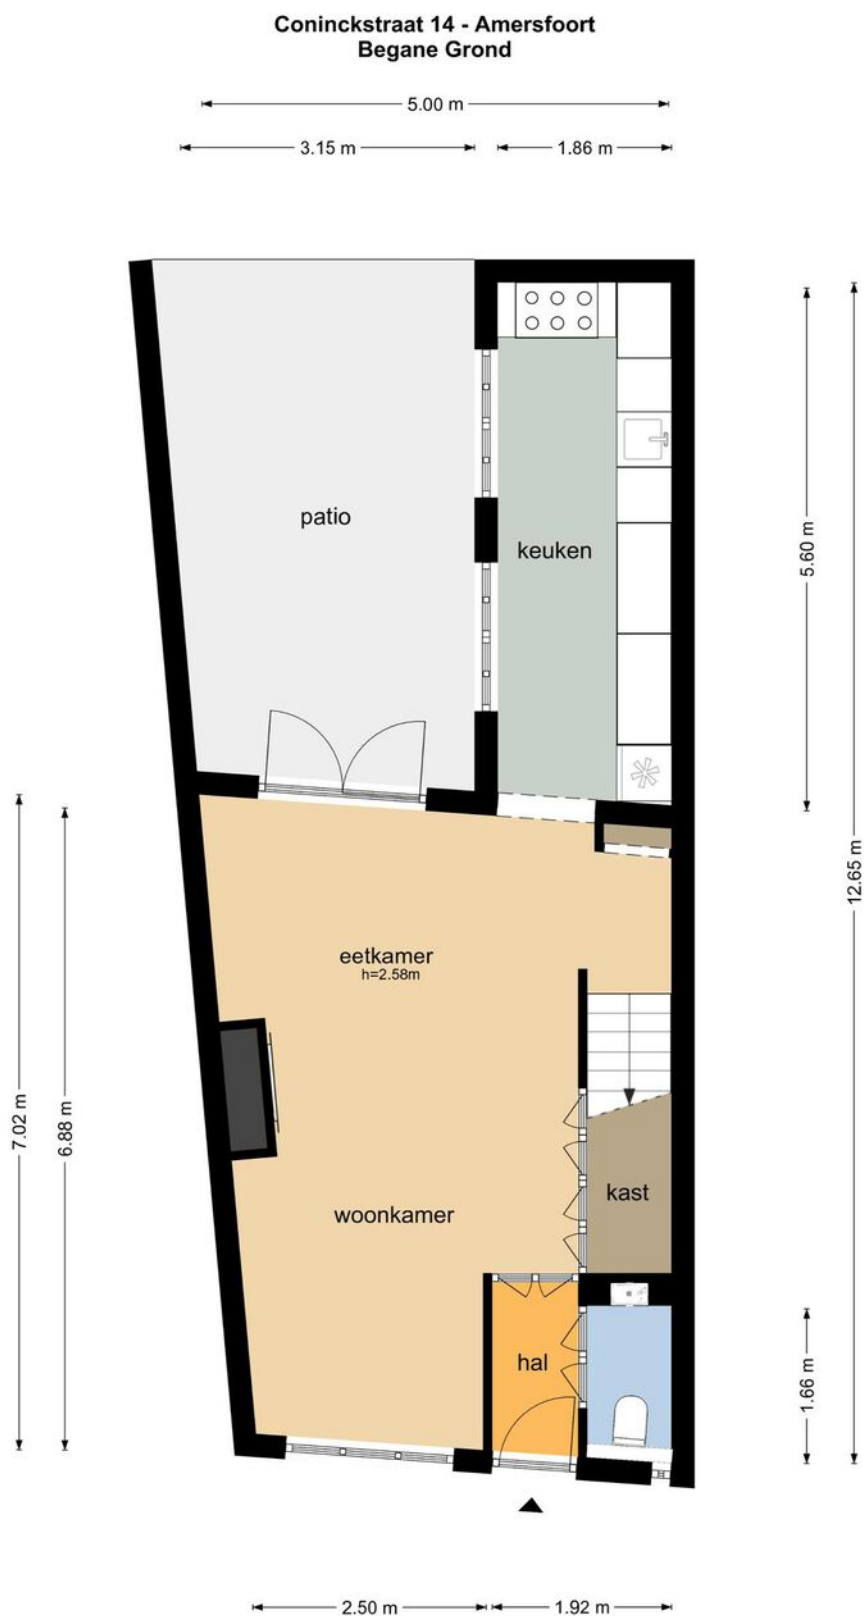 Coninckstraat 14 - Amersfoort
Begane Grond
5.00 m
3.15 m
1.86 m
patio
keuken
5.60 m
12.65 m
eetkamer
h=2.58m
7.02 m
6.88 m
kast
woonkamer
hal
1.66 m
2.50 m
1.92 m